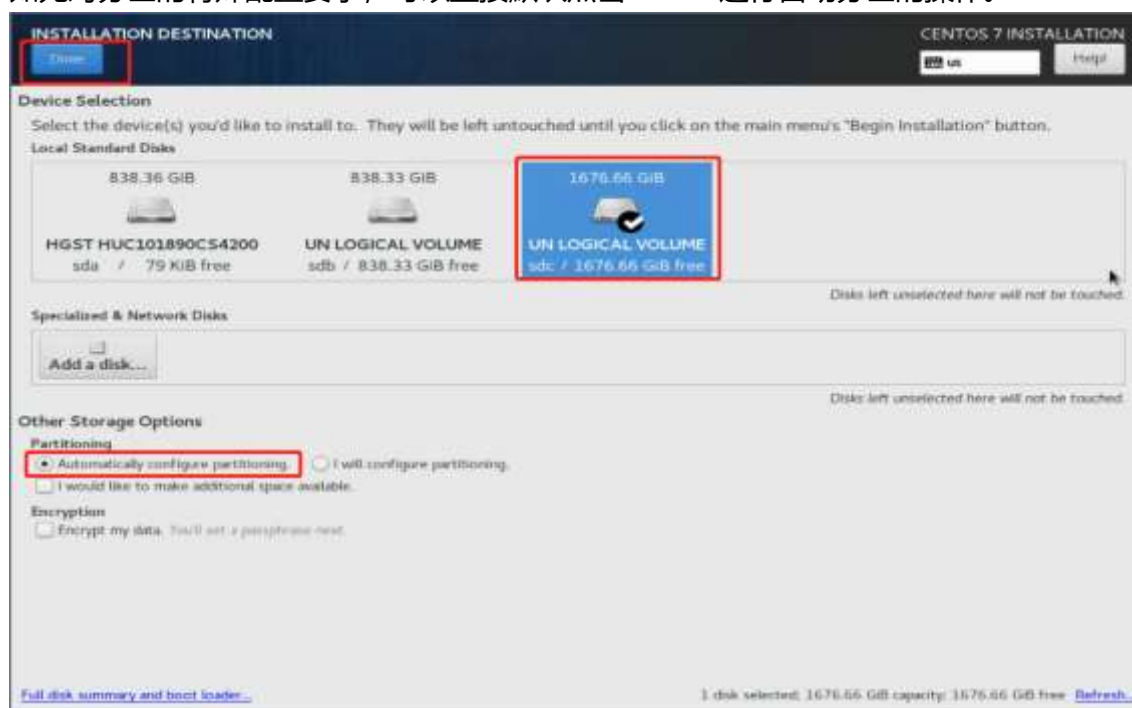 INSTALLATION DESTINATION
CENTOS 7 INSTALLATION
Done
us
Help!
Device Selection
Select the device(s) you'd like to install to. They will be left untouched until you click on the main menu's "Begin Installation" button.
Local Standard Disks
838.36 GiB
838.33 GiB
1676.66 GiB
HGST HUC101890CS4200
UN LOGICAL VOLUME
UN LOGICAL VOLUME
sda / 79 KiB free
sdb / 838.33 GiB free
sdc / 1676.66 GiB free
Disks left unselected here will not be touched.
Specialized & Network Disks
Add a disk...
Disks left unselected here will not be touched.
Other Storage Options
Partitioning
Automatically configure partitioning.
I will configure partitioning.
I would like to make additional space available.
Encryption
Encrypt my data. You'll set a passphrase next.
Full disk summary and boot loader...
1 disk selected; 1676.66 GiB capacity; 1676.66 GiB free
Refresh...